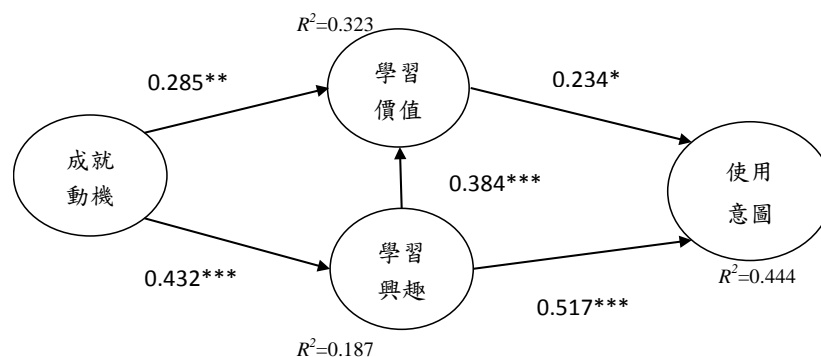 R²=0.323
學習
價值
0.285**
0.234*
成就
動機
0.384***
使用
意圖
學習
興趣
0.432***
0.517***
R²=0.444
R²=0.187